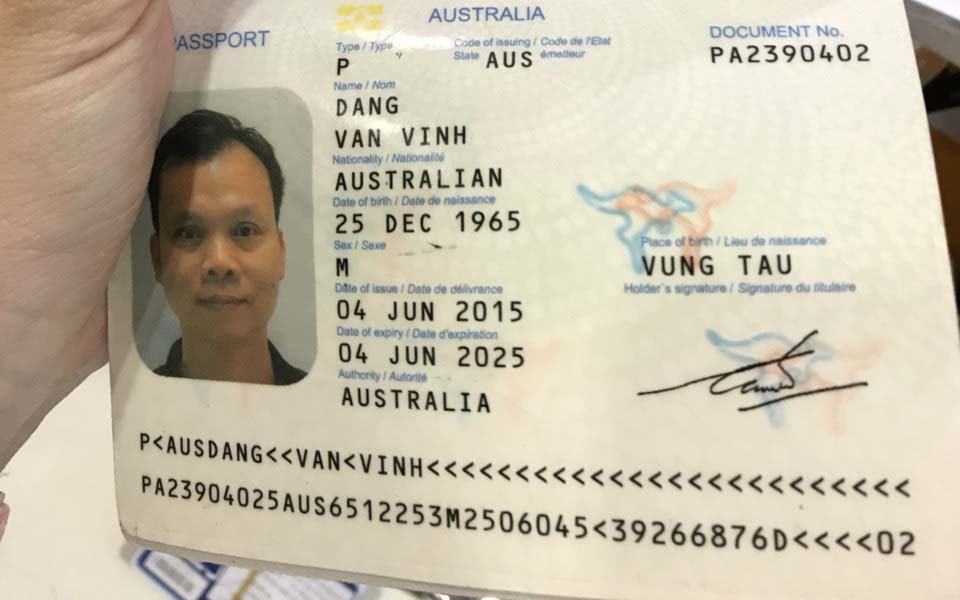 PASSPORT
AUSTRALIA
Type / Type
Code of issuing / Code de l'Etat
State émetteur
DOCUMENT No.
P
AUS
PA2390402
Name / Nom
DANG
VAN VINH
Nationality / Nationalité
AUSTRALIAN
Date of birth / Date de naissance
25 DEC 1965
Sex / Sexe
Place of birth / Lieu de naissance
M
VUNG TAU
Date of issue / Date de délivrance
Holder's signature / Signature du titulaire
04 JUN 2015
Date of expiry / Date d'expiration
04 JUN 2025
Authority / Autorité
AUSTRALIA
P<AUSDANG<<VAN<VINH<<<<<<<<<<<<<<<<<<<<<<<<<
PA23904025AUS6512253M2506045<39266876D<<<<02